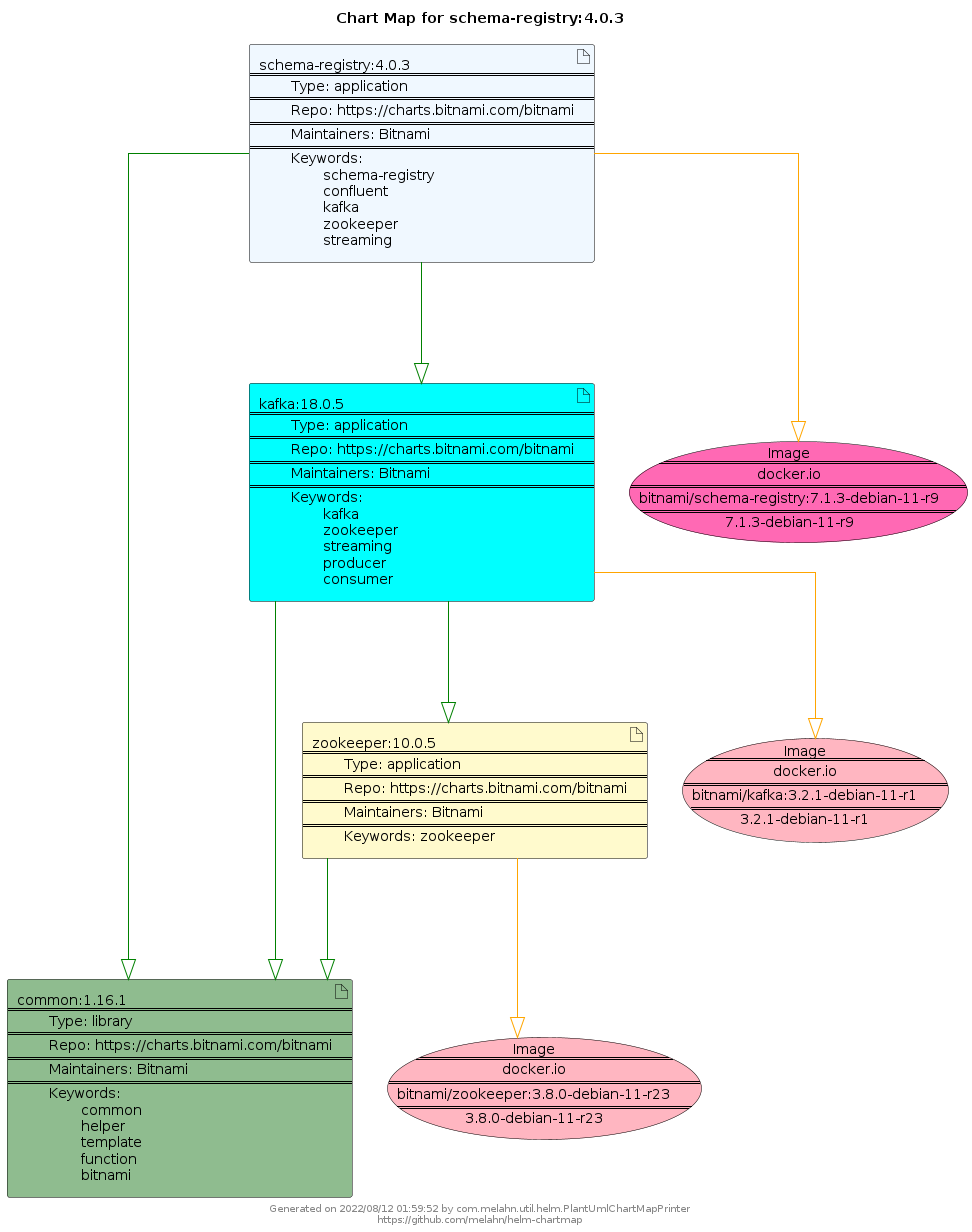 Chart Map for schema-registry:4.0.3
schema-registry:4.0.3
Type: application
Repo: https://charts.bitnami.com/bitnami
Maintainers: Bitnami
Keywords:
schema-registry
confluent
kafka
zookeeper
streaming
kafka:18.0.5
Type: application
Repo: https://charts.bitnami.com/bitnami
Maintainers: Bitnami
Keywords:
kafka
zookeeper
streaming
producer
consumer
Image
docker.io
bitnami/schema-registry:7.1.3-debian-11-r9
7.1.3-debian-11-r9
zookeeper:10.0.5
Type: application
Repo: https://charts.bitnami.com/bitnami
Maintainers: Bitnami
Keywords: zookeeper
Image
docker.io
bitnami/kafka:3.2.1-debian-11-r1
3.2.1-debian-11-r1
common:1.16.1
Type: library
Repo: https://charts.bitnami.com/bitnami
Maintainers: Bitnami
Keywords:
common
helper
template
function
bitnami
Image
docker.io
bitnami/zookeeper:3.8.0-debian-11-r23
3.8.0-debian-11-r23
Generated on 2022/08/12 01:59:52 by com.melahn.util.helm.PlantUmlChartMapPrinter
https://github.com/melahn/helm-chartmap